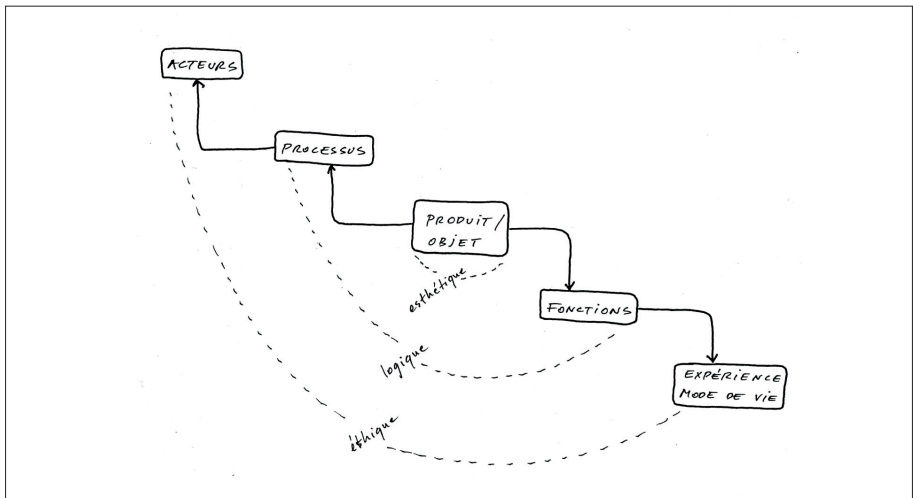 ACTEURS
PROCESSUS
PRODUIT/
OBJET
esthétique
FONCTIONS
logique
EXPÉRIENCE
MODE DE VIE
éthique